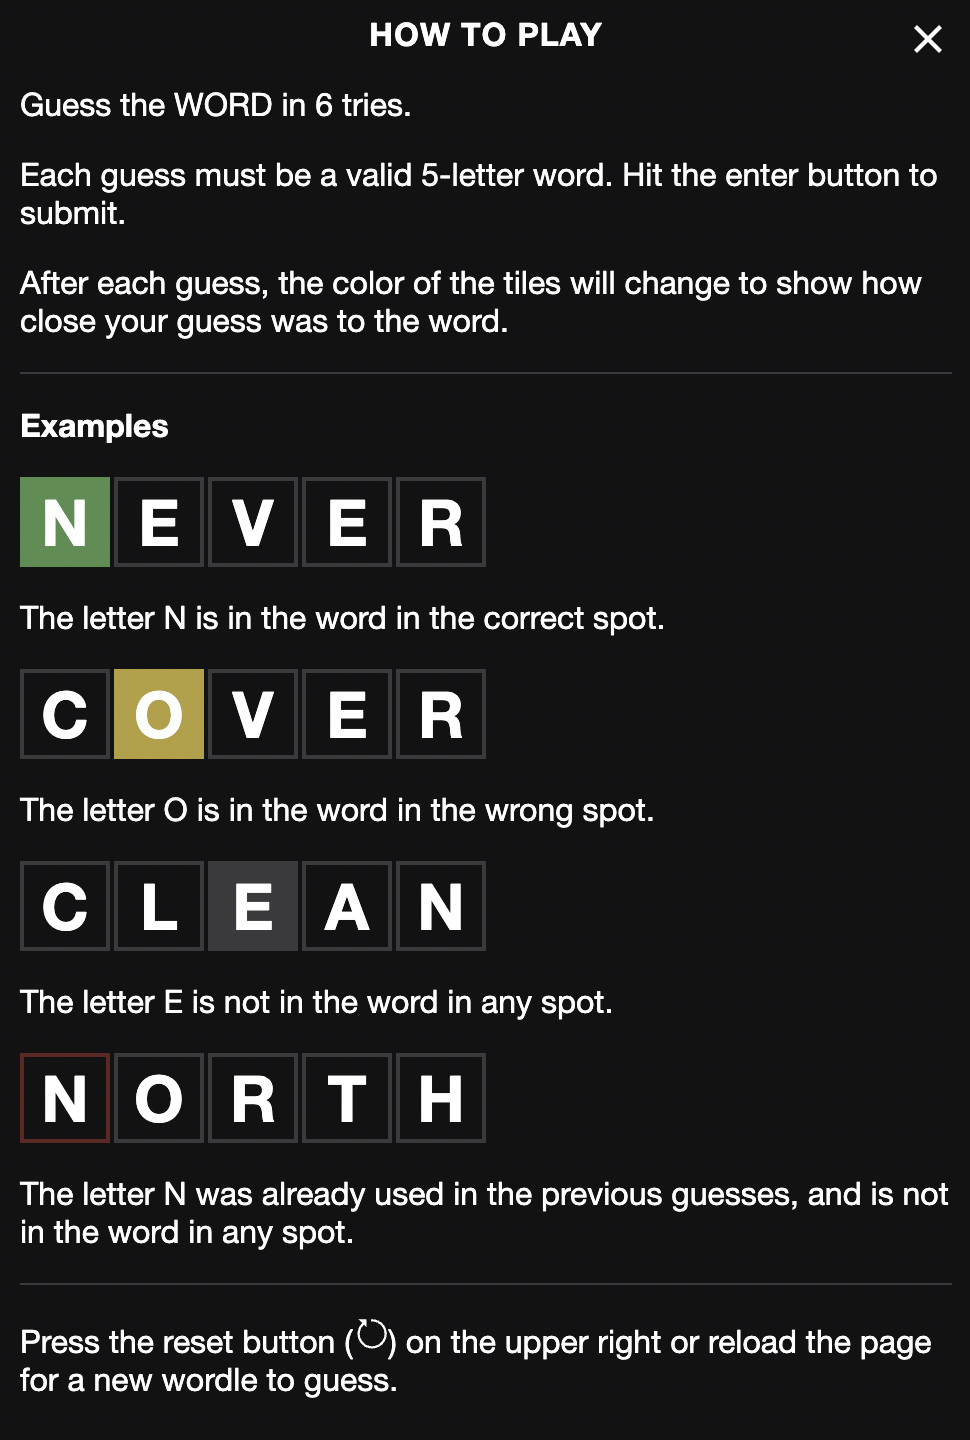 HOW TO PLAY
Guess the WORD in 6 tries.
Each guess must be a valid 5-letter word. Hit the enter button to
submit.
After each guess, the color of the tiles will change to show how
close your guess was to the word.
Examples
N E V E R
The letter N is in the word in the correct spot.
C O V E R
The letter O is in the word in the wrong spot.
C L E A N
The letter E is not in the word in any spot.
N O R T H
The letter N was already used in the previous guesses, and is not
in the word in any spot.
Press the reset button (↻) on the upper right or reload the page
for a new wordle to guess.